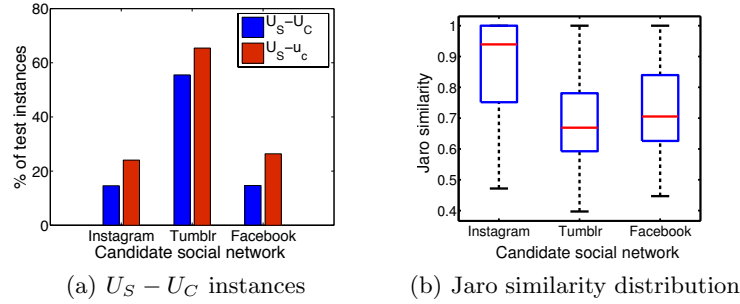 80
60
40
20
0
% of test instances
U_S−U_C
U_S−u_c
Instagram Tumblr Facebook
Candidate social network
(a) U_S − U_C instances
1
0.9
0.8
0.7
0.6
0.5
0.4
Jaro similarity
Instagram Tumblr Facebook
Candidate social network
(b) Jaro similarity distribution